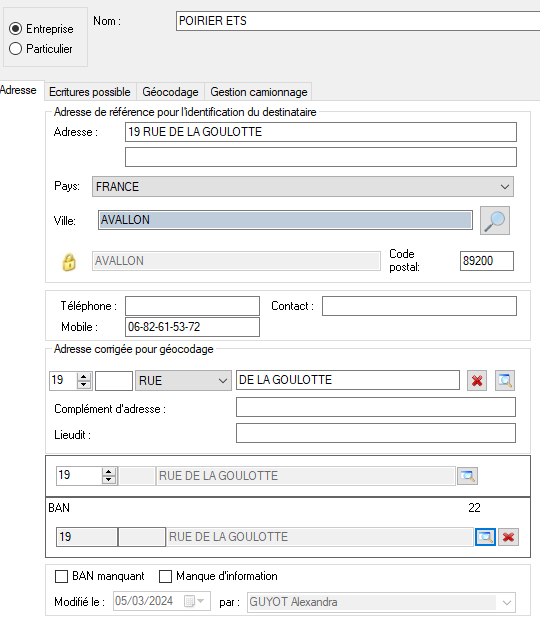 Entreprise
Particulier
Nom :
POIRIER ETS
Adresse
Ecritures possible
Géocodage
Gestion camionnage
Adresse de référence pour l'identification du destinataire
Adresse :
19 RUE DE LA GOULOTTE
Pays:
FRANCE
Ville:
AVALLON
AVALLON
Code postal:
89200
Téléphone :
Contact :
Mobile :
06-82-61-53-72
Adresse corrigée pour géocodage
19
RUE
DE LA GOULOTTE
Complément d'adresse :
Lieudit :
19
RUE DE LA GOULOTTE
BAN
22
19
RUE DE LA GOULOTTE
BAN manquant
Manque d'information
Modifié le :
05/03/2024
par :
GUYOT Alexandra